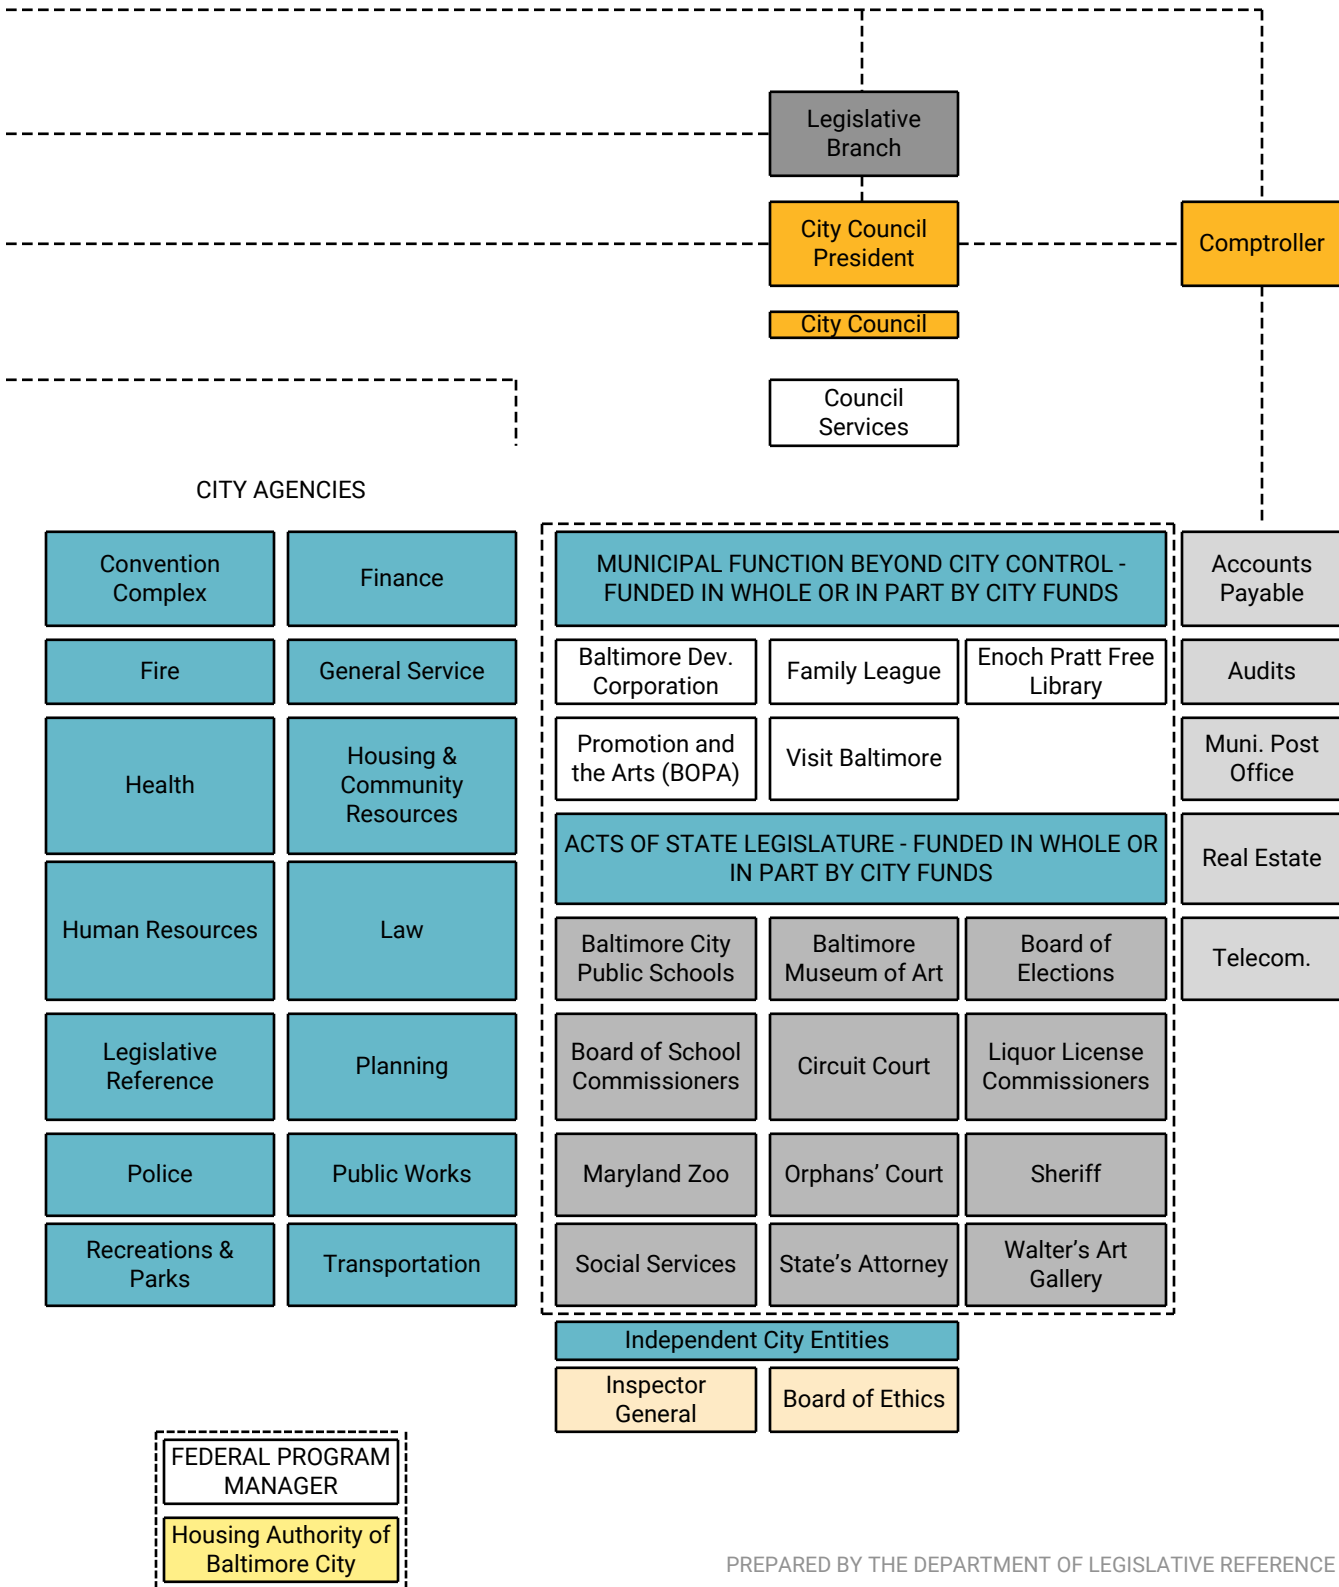 Legislative
Branch
City Council
President
Comptroller
City Council
Council
Services
CITY AGENCIES
Convention
Complex
Finance
Fire
General Service
Health
Housing &
Community
Resources
Human Resources
Law
Legislative
Reference
Planning
Police
Public Works
Recreations &
Parks
Transportation
MUNICIPAL FUNCTION BEYOND CITY CONTROL -
FUNDED IN WHOLE OR IN PART BY CITY FUNDS
Baltimore Dev.
Corporation
Family League
Enoch Pratt Free
Library
Promotion and
the Arts (BOPA)
Visit Baltimore
ACTS OF STATE LEGISLATURE - FUNDED IN WHOLE OR
IN PART BY CITY FUNDS
Baltimore City
Public Schools
Baltimore
Museum of Art
Board of
Elections
Board of School
Commissioners
Circuit Court
Liquor License
Commissioners
Maryland Zoo
Orphans’ Court
Sheriff
Social Services
State’s Attorney
Walter’s Art
Gallery
Accounts
Payable
Audits
Muni. Post
Office
Real Estate
Telecom.
Independent City Entities
Inspector
General
Board of Ethics
FEDERAL PROGRAM
MANAGER
Housing Authority of
Baltimore City
PREPARED BY THE DEPARTMENT OF LEGISLATIVE REFERENCE